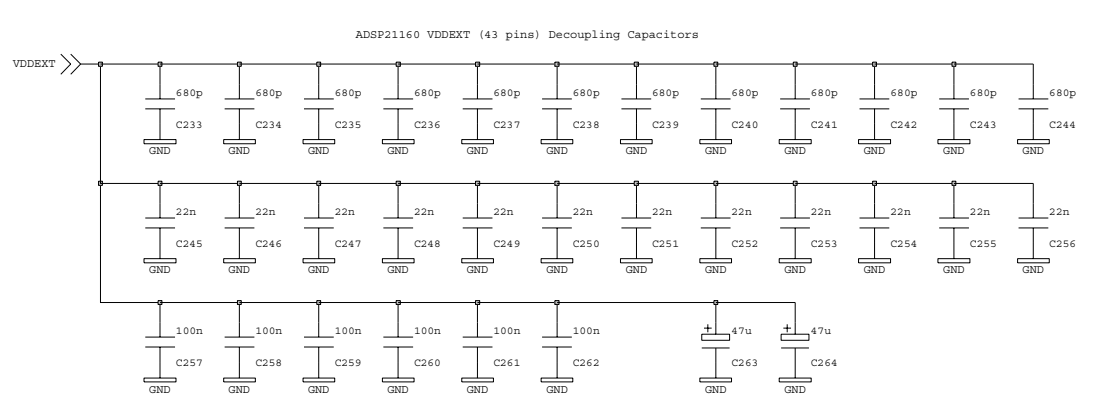 ADSP21160 VDDEXT (43 pins) Decoupling Capacitors
VDDEXT
680p 680p 680p 680p 680p 680p 680p 680p 680p 680p 680p 680p
C233 C234 C235 C236 C237 C238 C239 C240 C241 C242 C243 C244
GND GND GND GND GND GND GND GND GND GND GND GND
22n 22n 22n 22n 22n 22n 22n 22n 22n 22n 22n 22n
C245 C246 C247 C248 C249 C250 C251 C252 C253 C254 C255 C256
GND GND GND GND GND GND GND GND GND GND GND GND
100n 100n 100n 100n 100n 100n + 47u + 47u
C257 C258 C259 C260 C261 C262 C263 C264
GND GND GND GND GND GND GND GND